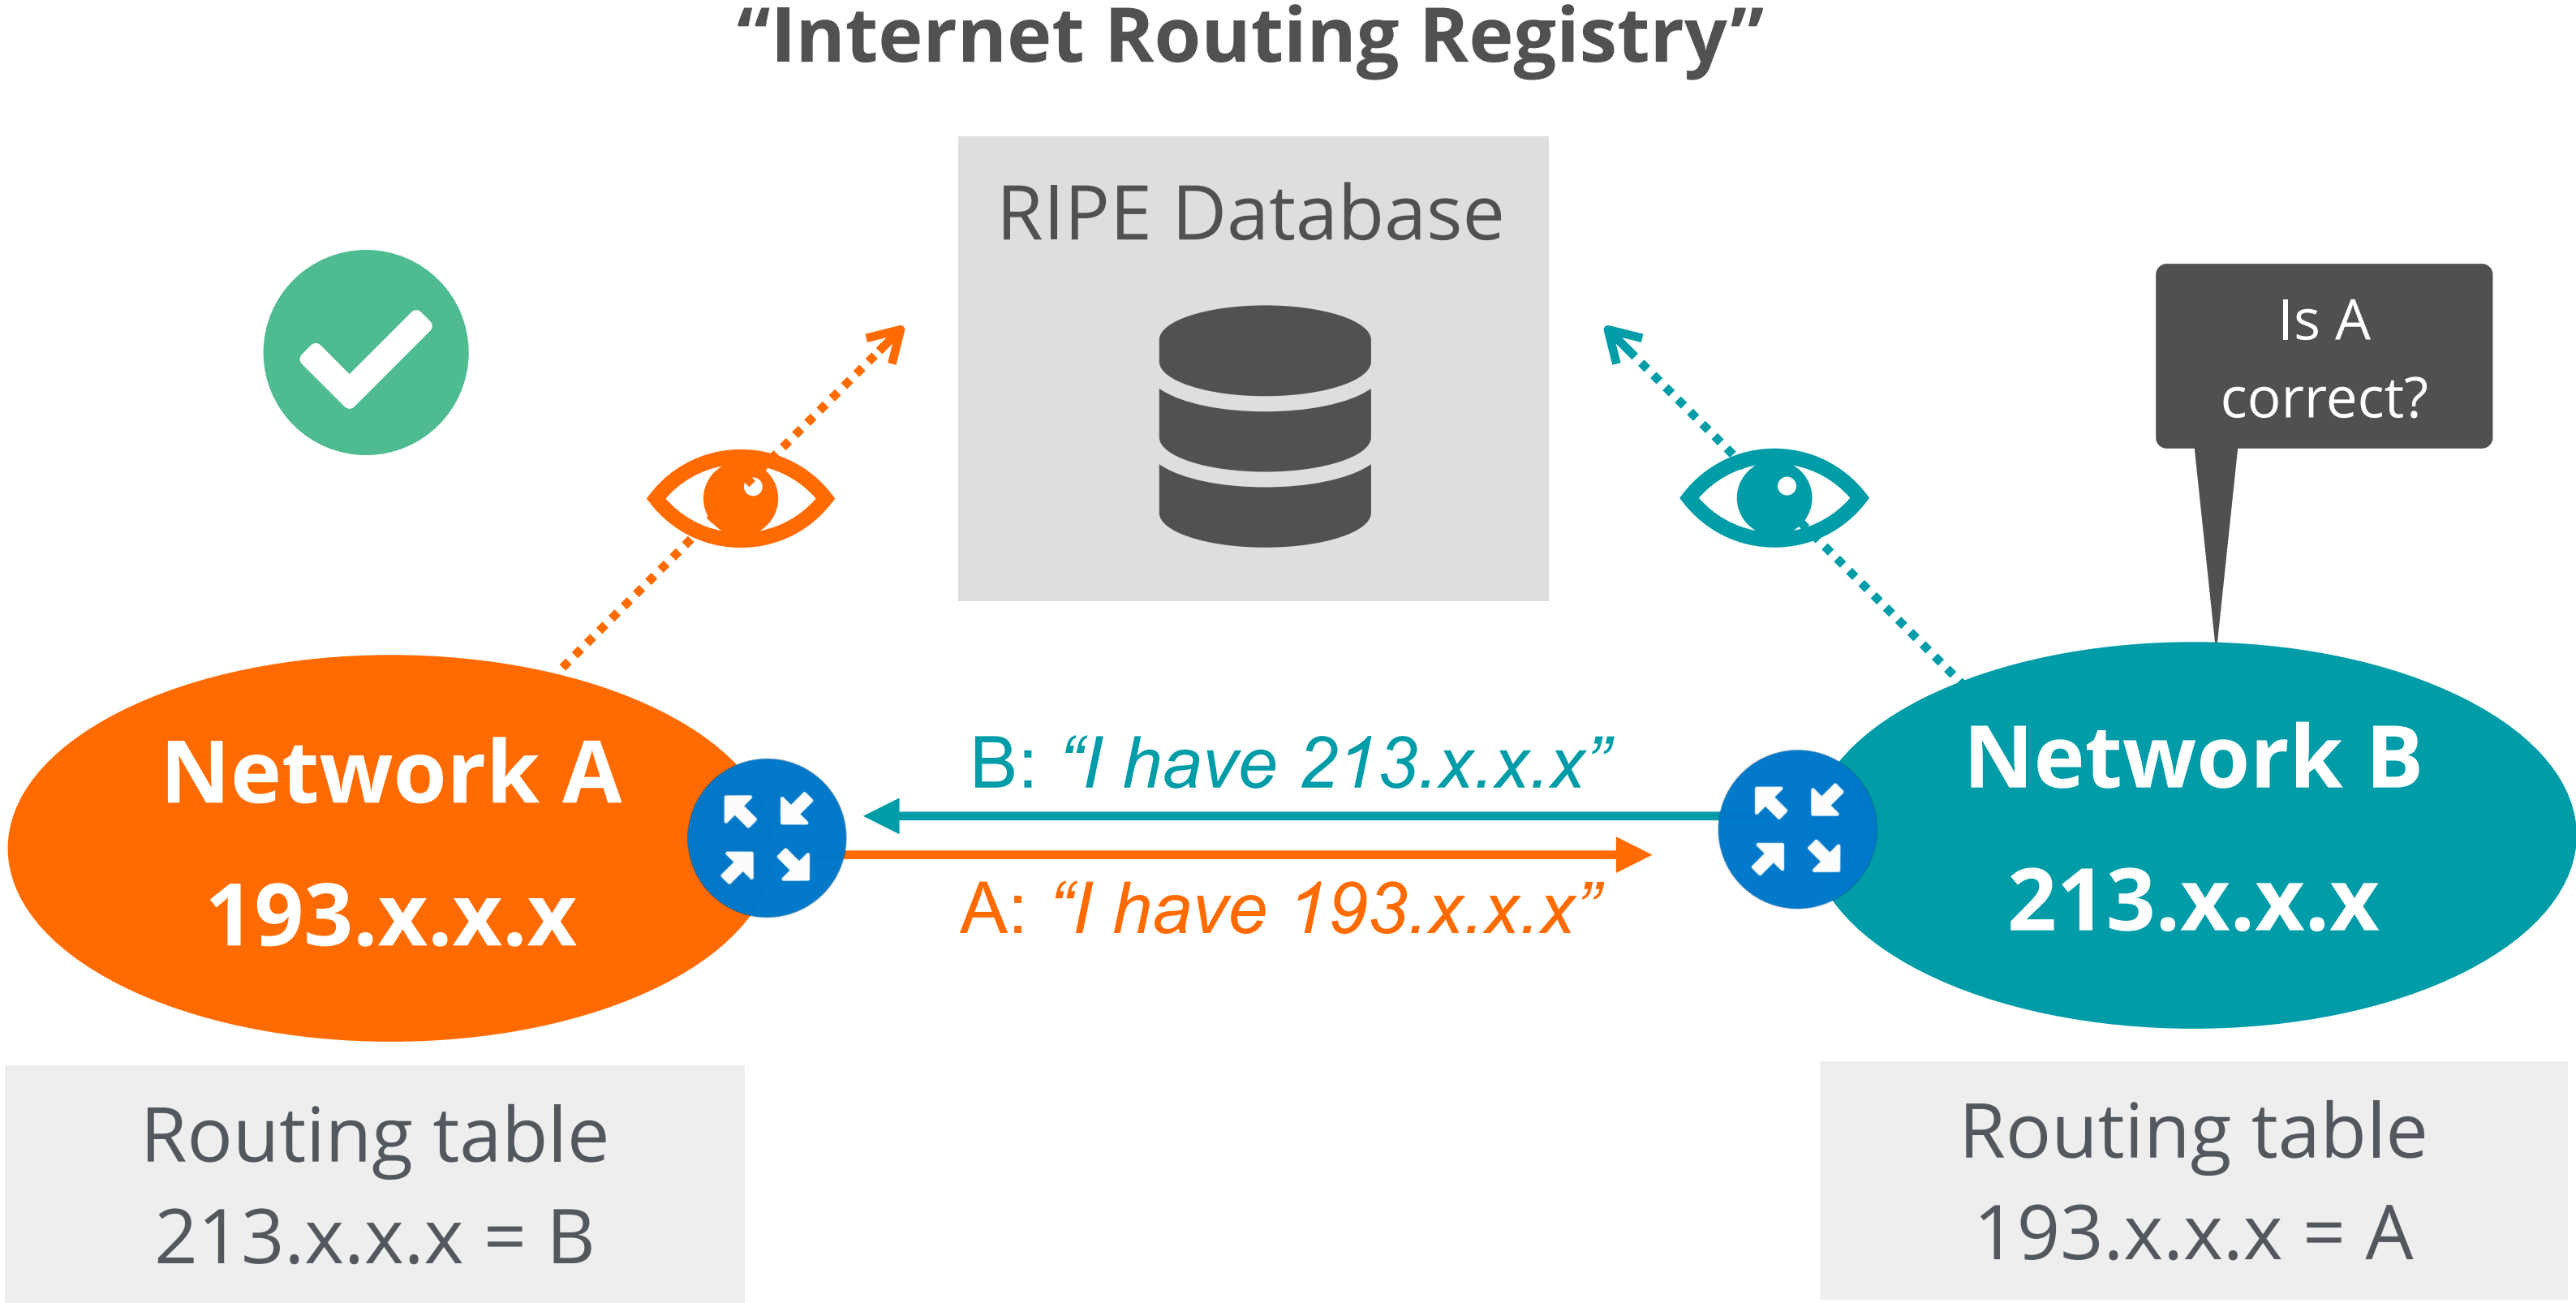 “Internet Routing Registry”
RIPE Database
Is A
correct?
Network A
193.x.x.x
B: “I have 213.x.x.x”
A: “I have 193.x.x.x”
Network B
213.x.x.x
Routing table
213.x.x.x = B
Routing table
193.x.x.x = A